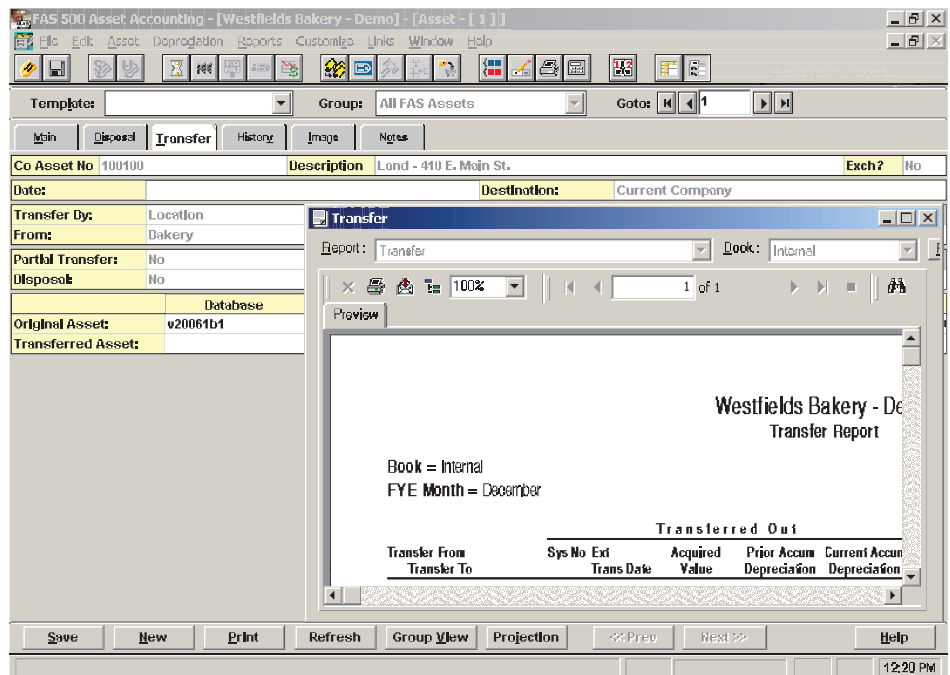 FAS 500 Asset Accounting - [Westfields Bakery - Demo] - [Asset - [ 1 ] ]
File Edit Asset Depreciation Reports Customize Links Window Help
Template: Group: All FAS Assets Goto: 1
Main Disposal Transfer History Image Notes
Co Asset No 100100 Description Land - 410 E. Main St. Exch? No
Date: Destination: Current Company
Transfer By: Location
From: Bakery
Partial Transfer: No
Disposal: No
Database
Original Asset: v20061b1
Transferred Asset:
Transfer
Report: Transfer Book: Internal
100% 1 of 1
Preview
Westfields Bakery - De
Transfer Report
Book = Internal
FYE Month = December
Transferred Out
Transfer From Sys No Ext Acquired Prior Accum Current Accum
Transfer To Trans Date Value Depreciation Depreciation
Save New Print Refresh Group View Projection << Prev Next >> Help
12:20 PM